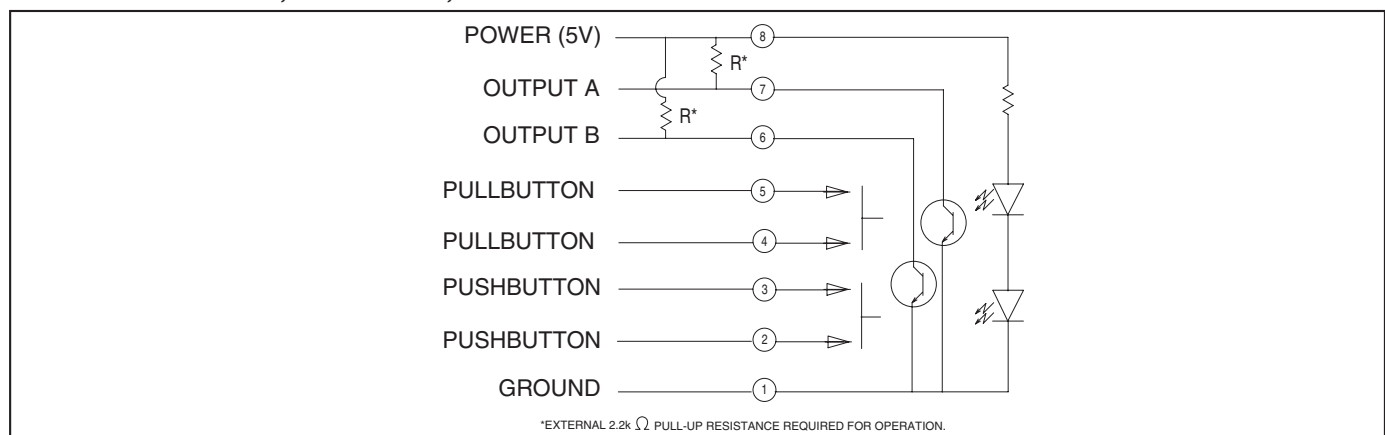 POWER (5V) 8
R*
OUTPUT A 7
R*
OUTPUT B 6
PULLBUTTON 5
PULLBUTTON 4
PUSHBUTTON 3
PUSHBUTTON 2
GROUND 1
*EXTERNAL 2.2k Ω PULL-UP RESISTANCE REQUIRED FOR OPERATION.